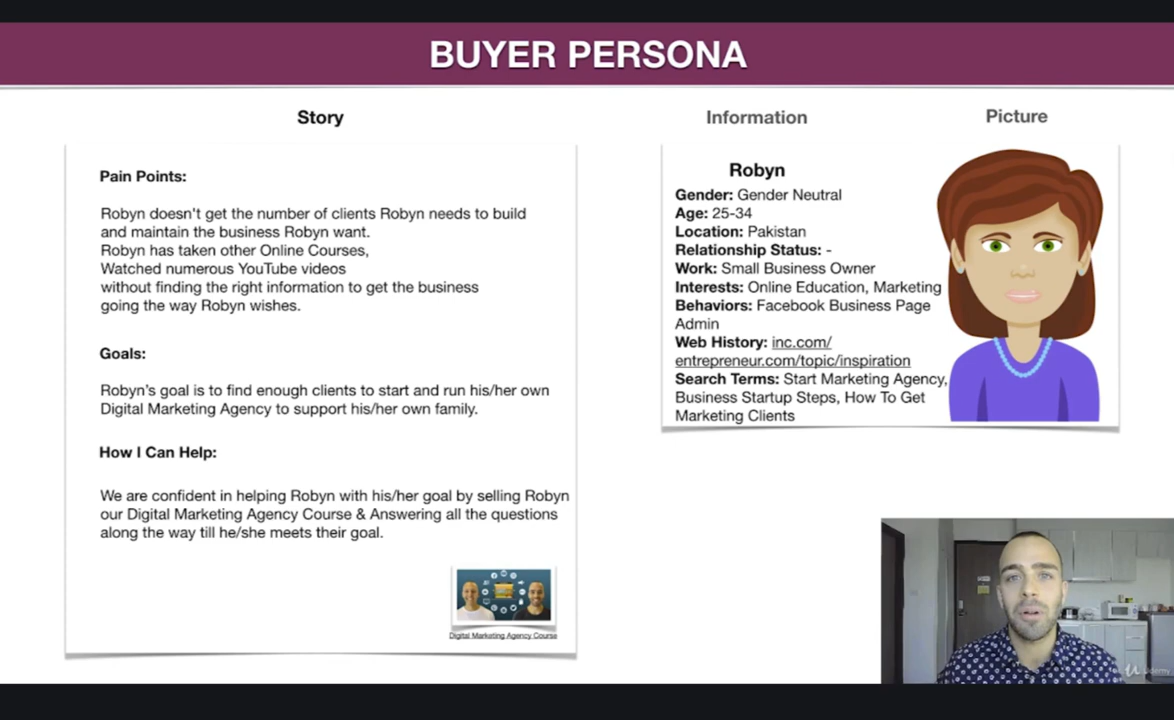 BUYER PERSONA
Story
Pain Points:
Robyn doesn't get the number of clients Robyn needs to build
and maintain the business Robyn want.
Robyn has taken other Online Courses,
Watched numerous YouTube videos
without finding the right information to get the business
going the way Robyn wishes.
Goals:
Robyn's goal is to find enough clients to start and run his/her own
Digital Marketing Agency to support his/her own family.
How I Can Help:
We are confident in helping Robyn with his/her goal by selling Robyn
our Digital Marketing Agency Course & Answering all the questions
along the way till he/she meets their goal.
Digital Marketing Agency Course
Information
Picture
Robyn
Gender: Gender Neutral
Age: 25-34
Location: Pakistan
Relationship Status: -
Work: Small Business Owner
Interests: Online Education, Marketing
Behaviors: Facebook Business Page
Admin
Web History: inc.com/
entrepreneur.com/topic/inspiration
Search Terms: Start Marketing Agency,
Business Startup Steps, How To Get
Marketing Clients
Udemy